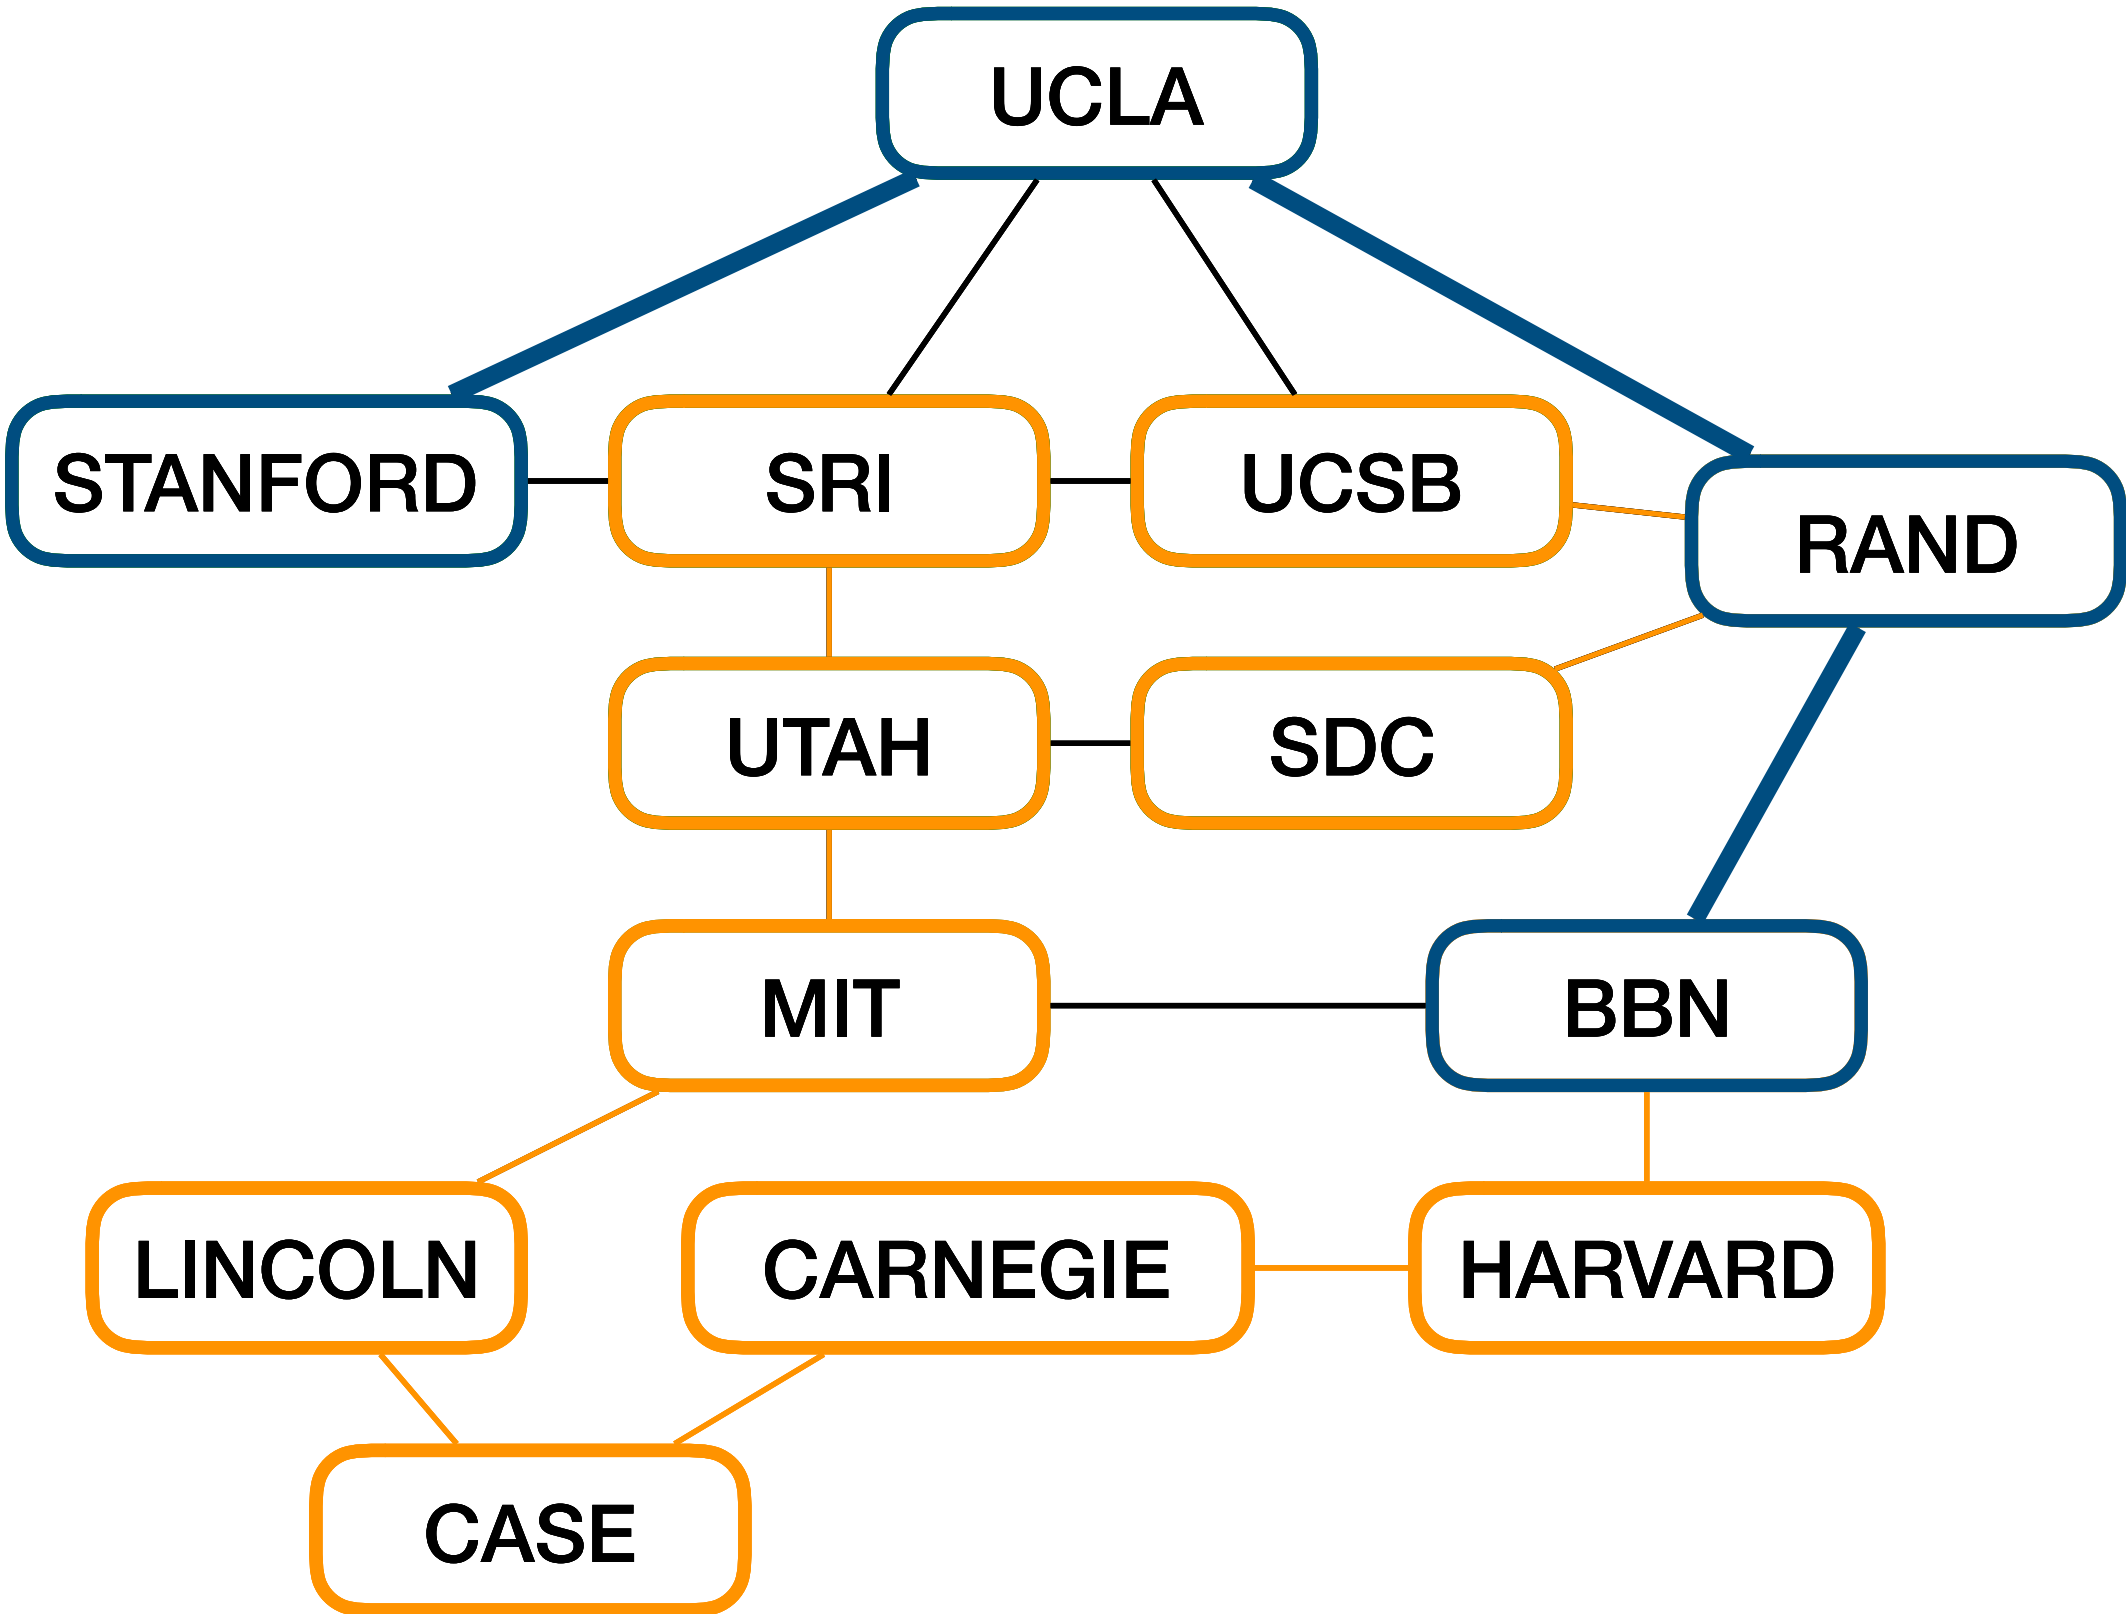 UCLA
STANFORD
SRI
UCSB
RAND
UTAH
SDC
MIT
BBN
LINCOLN
CARNEGIE
HARVARD
CASE